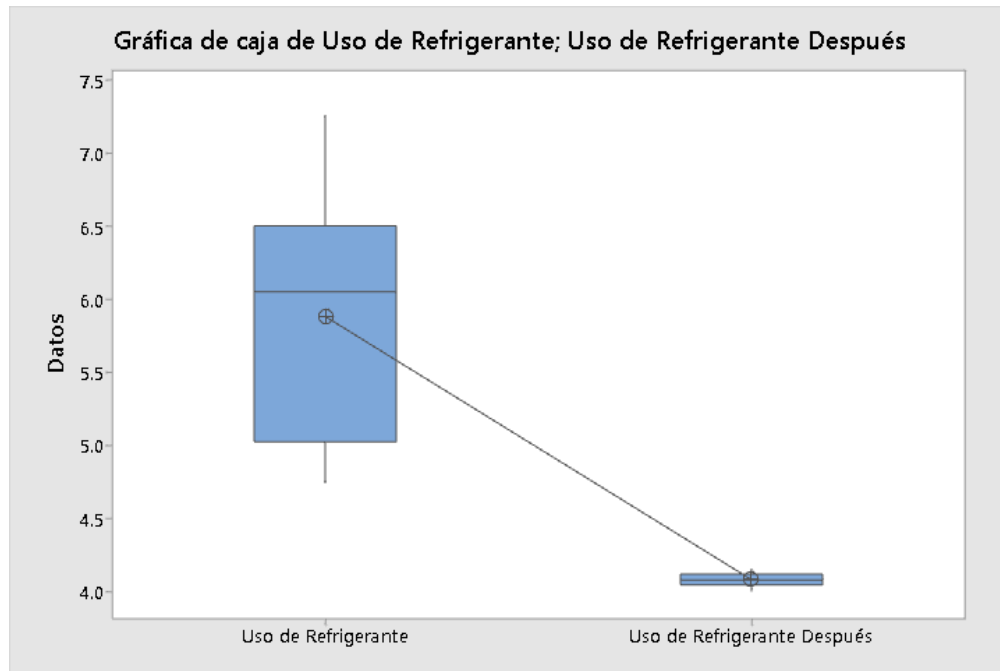 Gráfica de caja de Uso de Refrigerante; Uso de Refrigerante Después
7.5
7.0
6.5
6.0
5.5
5.0
4.5
4.0
Datos
Uso de Refrigerante
Uso de Refrigerante Después